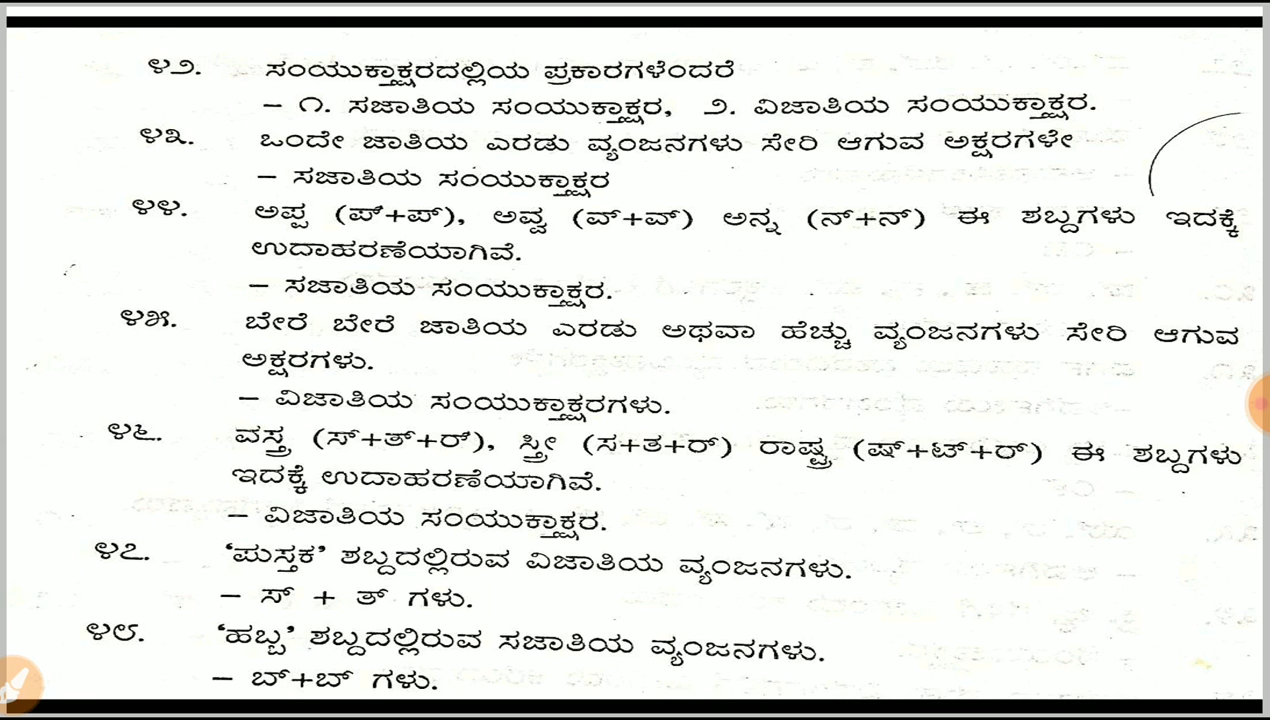 ೪೨. ಸಂಯುಕ್ತಾಕ್ಷರದಲ್ಲಿಯ ಪ್ರಕಾರಗಳೆಂದರೆ
– ೧. ಸಜಾತಿಯ ಸಂಯುಕ್ತಾಕ್ಷರ, ೨. ವಿಜಾತಿಯ ಸಂಯುಕ್ತಾಕ್ಷರ.
೪೩. ಒಂದೇ ಜಾತಿಯ ಎರಡು ವ್ಯಂಜನಗಳು ಸೇರಿ ಆಗುವ ಅಕ್ಷರಗಳೇ
– ಸಜಾತಿಯ ಸಂಯುಕ್ತಾಕ್ಷರ
೪೪. ಅಪ್ಪ (ಪ್+ಪ್), ಅವ್ವ (ವ್+ವ್) ಅನ್ನ (ನ್+ನ್) ಈ ಶಬ್ದಗಳು ಇದಕ್ಕೆ
ಉದಾಹರಣೆಯಾಗಿವೆ.
– ಸಜಾತಿಯ ಸಂಯುಕ್ತಾಕ್ಷರ.
೪೫. ಬೇರೆ ಬೇರೆ ಜಾತಿಯ ಎರಡು ಅಥವಾ ಹೆಚ್ಚು ವ್ಯಂಜನಗಳು ಸೇರಿ ಆಗುವ
ಅಕ್ಷರಗಳು.
– ವಿಜಾತಿಯ ಸಂಯುಕ್ತಾಕ್ಷರಗಳು.
೪೬. ವಸ್ತ್ರ (ಸ್+ತ್+ರ್), ಸ್ತ್ರೀ (ಸ+ತ+ರ್) ರಾಷ್ಟ್ರ (ಷ್+ಟ್+ರ್) ಈ ಶಬ್ದಗಳು
ಇದಕ್ಕೆ ಉದಾಹರಣೆಯಾಗಿವೆ.
– ವಿಜಾತಿಯ ಸಂಯುಕ್ತಾಕ್ಷರ.
೪೭. ‘ಪುಸ್ತಕ’ ಶಬ್ದದಲ್ಲಿರುವ ವಿಜಾತಿಯ ವ್ಯಂಜನಗಳು.
– ಸ್ + ತ್ ಗಳು.
೪೮. ‘ಹಬ್ಬ’ ಶಬ್ದದಲ್ಲಿರುವ ಸಜಾತಿಯ ವ್ಯಂಜನಗಳು.
– ಬ್+ಬ್ ಗಳು.